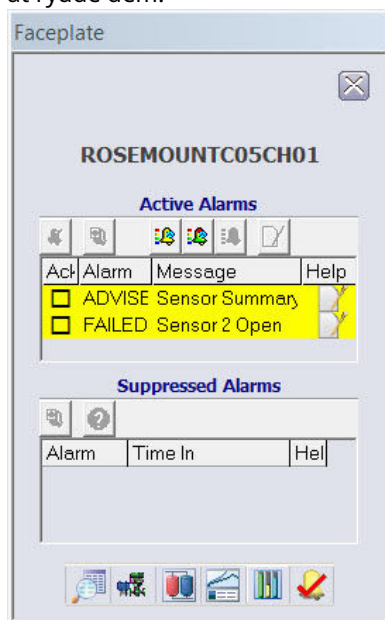 Faceplate
ROSEMOUNTC05CH01
Active Alarms
Ack Alarm Message Help
ADVISE Sensor Summary
FAILED Sensor 2 Open
Suppressed Alarms
Alarm Time In Hel